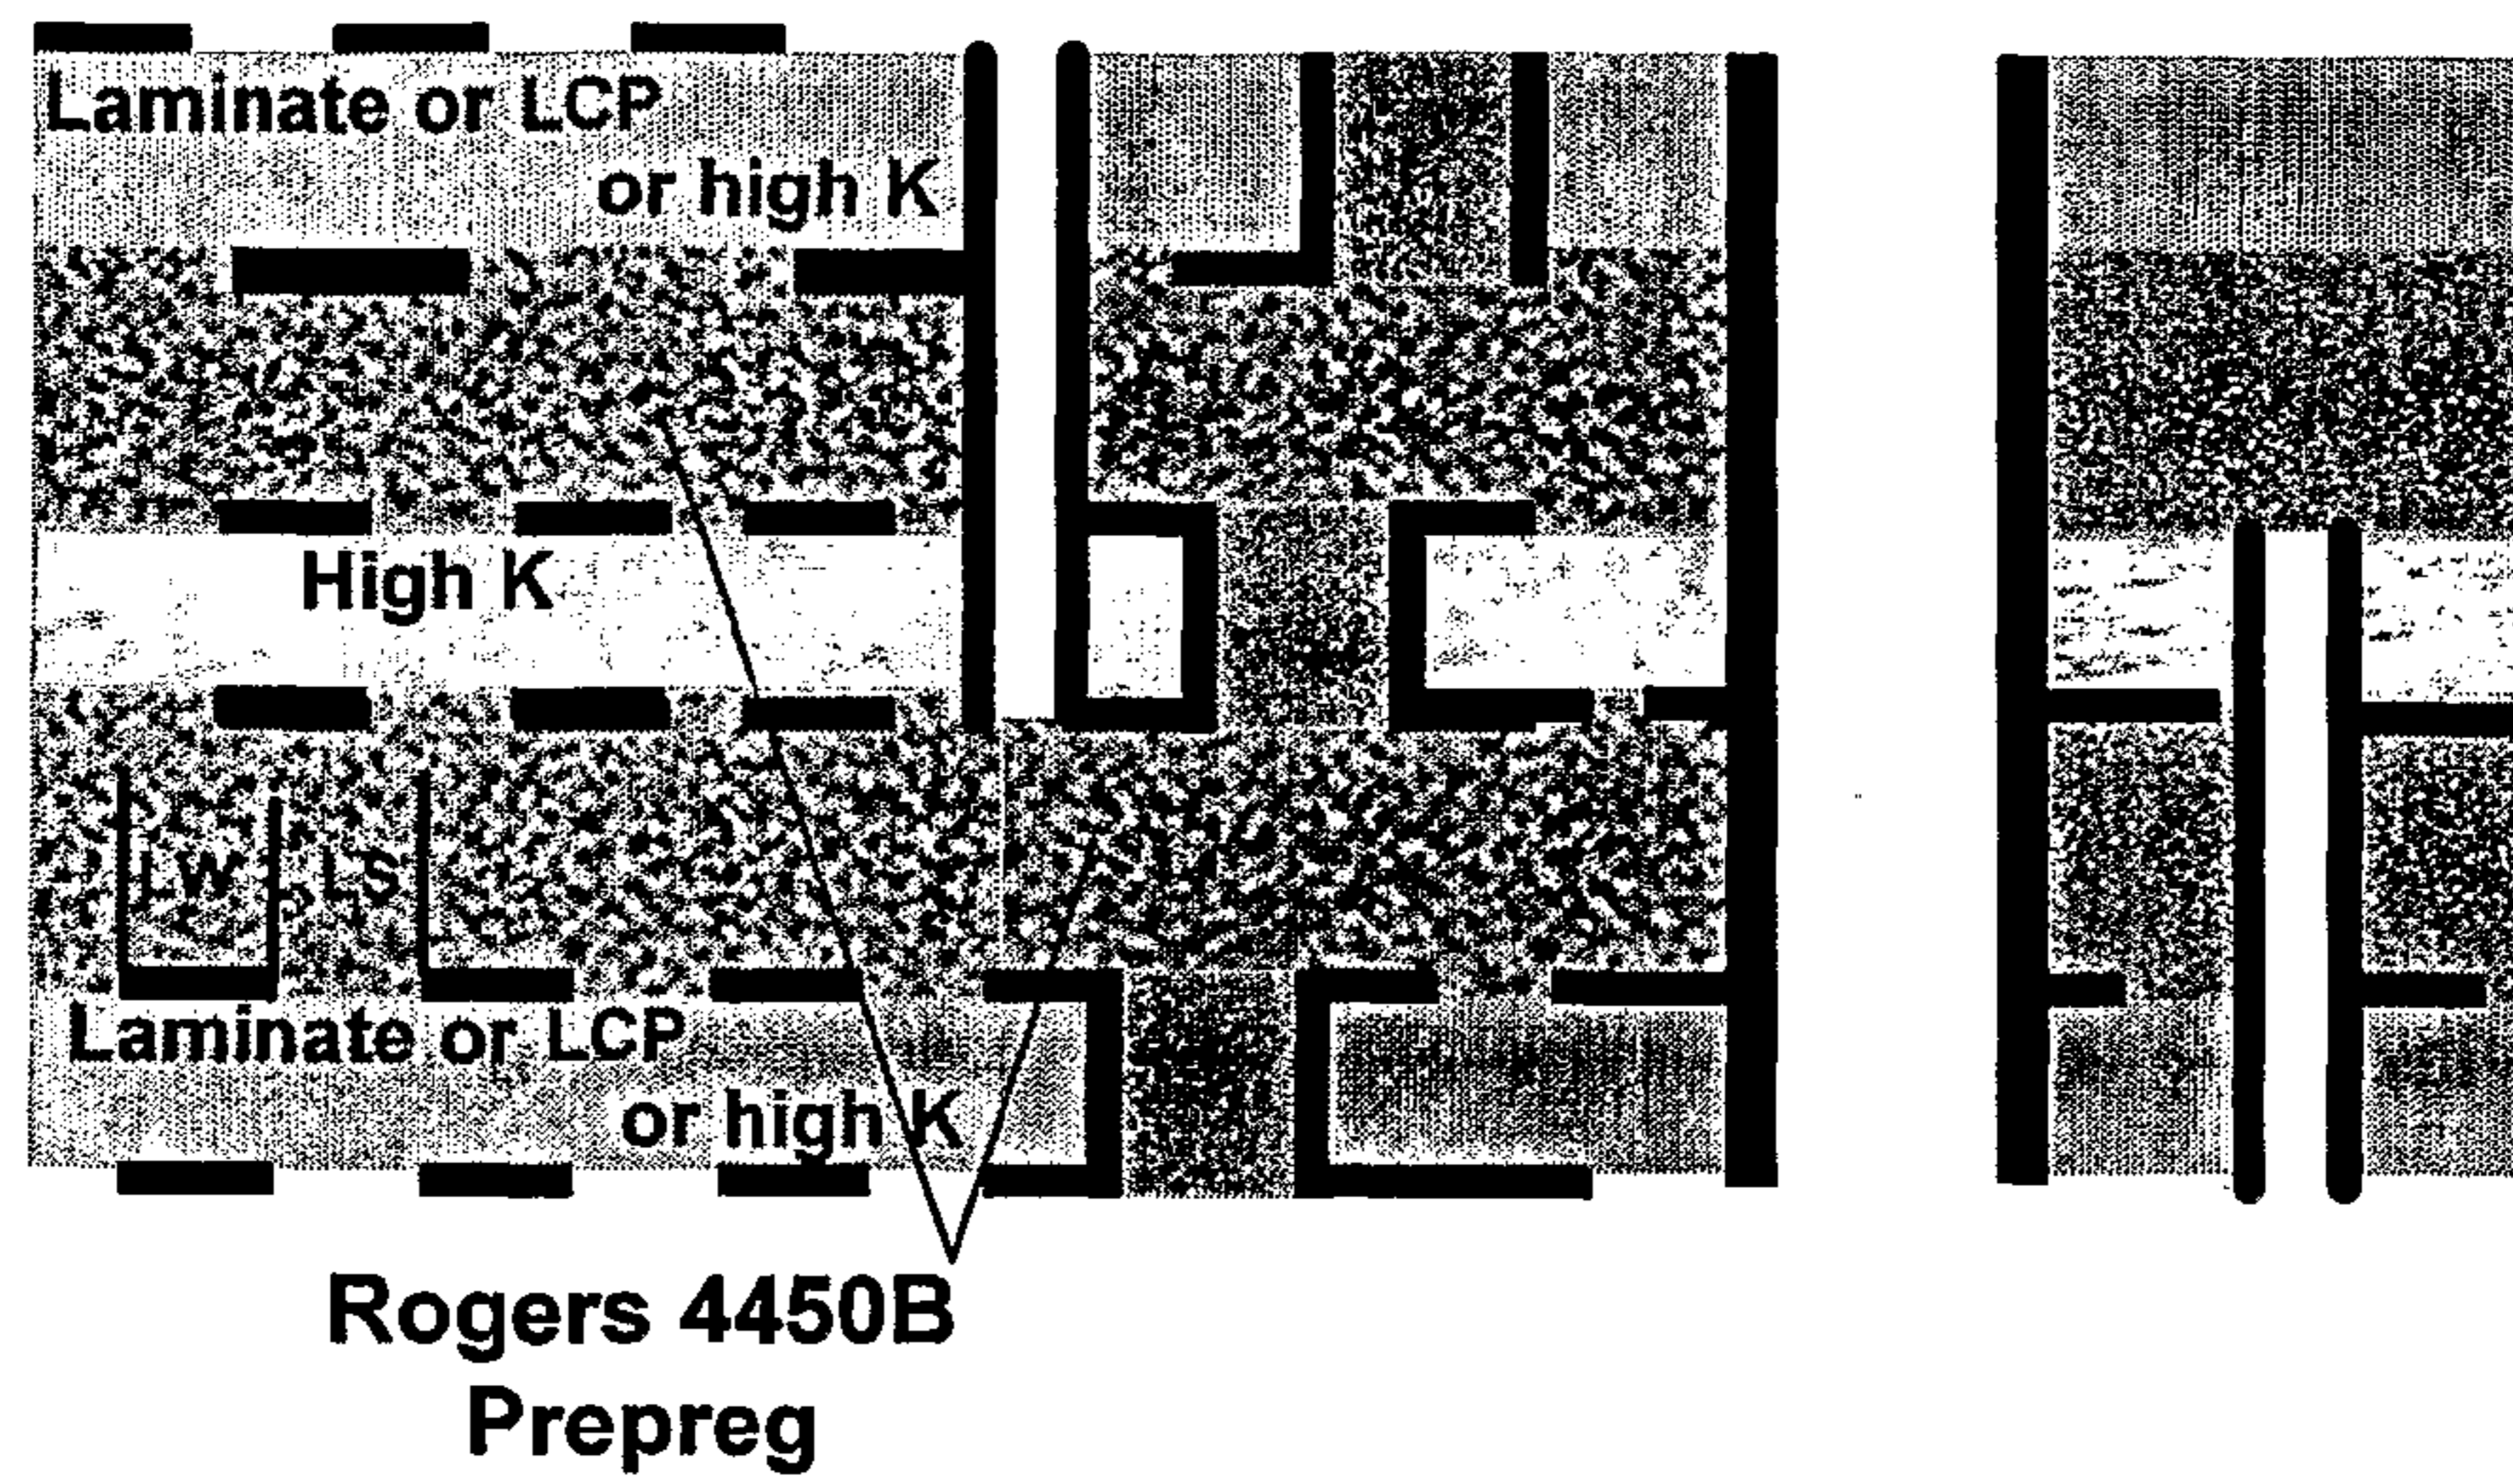 Laminate or LCP
or high K
High K
LW LS
Laminate or LCP
or high K
Rogers 4450B
Prepreg